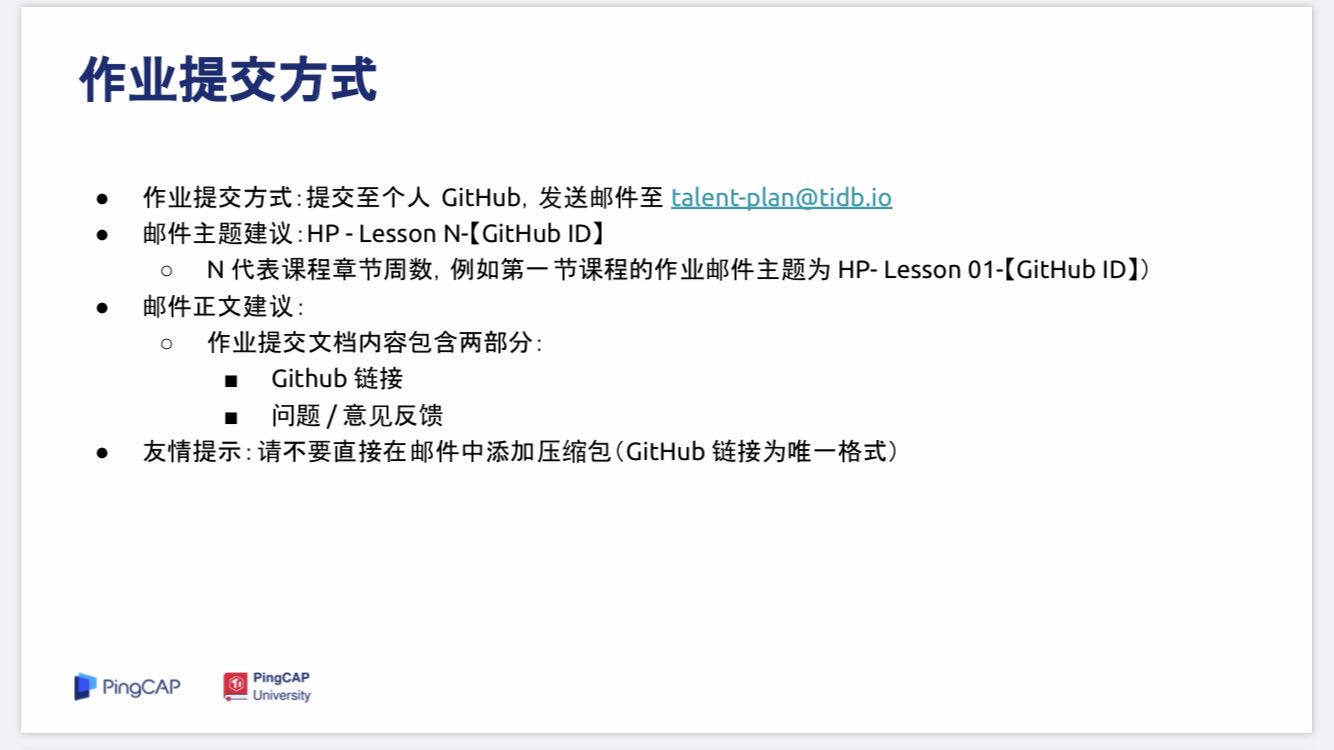 作业提交方式
● 作业提交方式：提交至个人 GitHub，发送邮件至 talent-plan@tidb.io
● 邮件主题建议：HP - Lesson N-【GitHub ID】
○ N 代表课程章节周数，例如第一节课程的作业邮件主题为 HP- Lesson 01-【GitHub ID】）
● 邮件正文建议：
○ 作业提交文档内容包含两部分：
■ Github 链接
■ 问题 / 意见反馈
● 友情提示：请不要直接在邮件中添加压缩包（GitHub 链接为唯一格式）
PingCAP
PingCAP
University